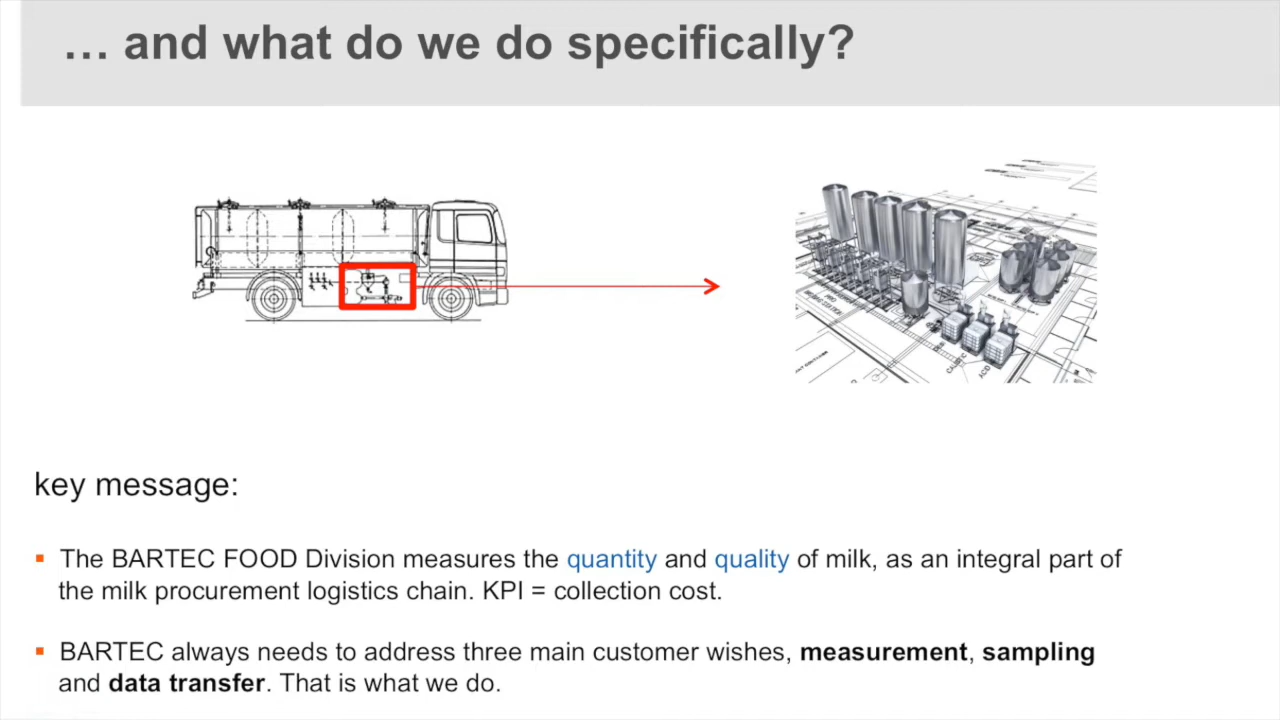 … and what do we do specifically?
ACID
key message:
▪ The BARTEC FOOD Division measures the quantity and quality of milk, as an integral part of
the milk procurement logistics chain. KPI = collection cost.
▪ BARTEC always needs to address three main customer wishes, measurement, sampling
and data transfer. That is what we do.